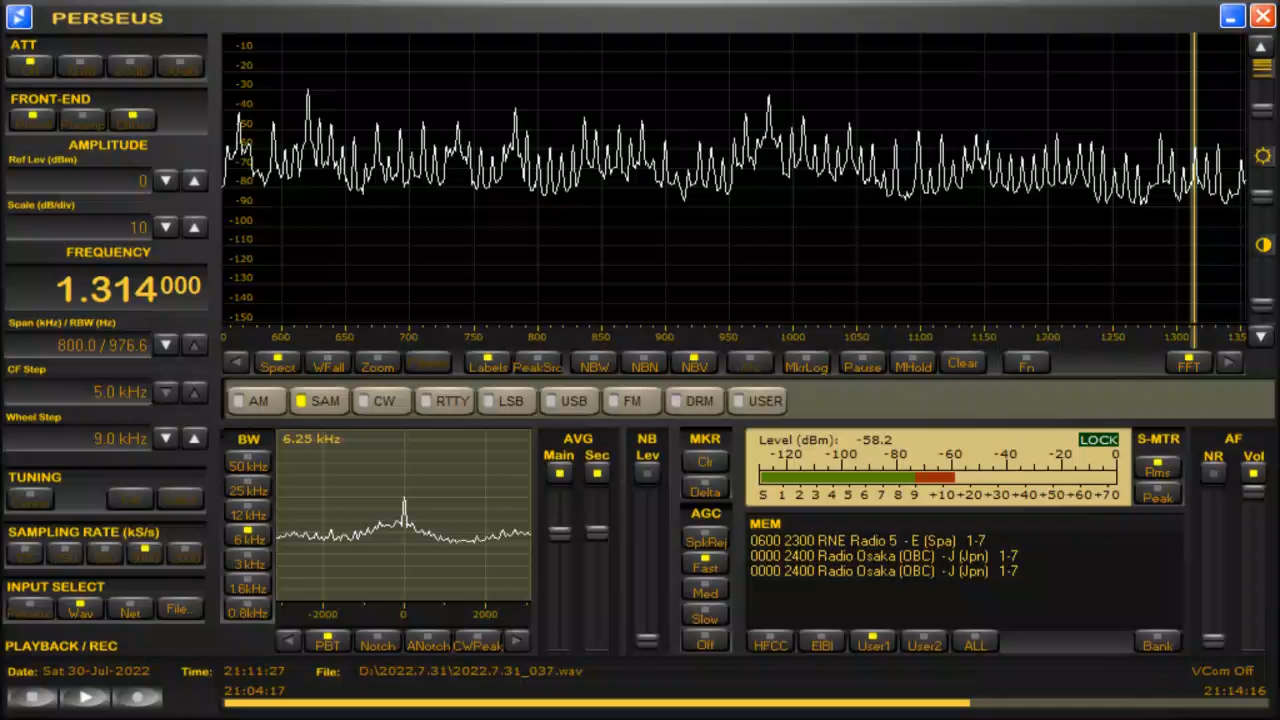 PERSEUS
ATT
FRONT-END
Presel Preamp
AMPLITUDE
Ref Lev (dBm)
0
Scale (dB/div)
10
FREQUENCY
1.314000
Span (kHz) / RBW (Hz)
800.0 / 976.6
CF Step
5.0 kHz
Wheel Step
9.0 kHz
TUNING
SAMPLING RATE (kS/s)
INPUT SELECT
Perseus Wav Net File..
PLAYBACK / REC
-10
-20
-30
-40
-50
-60
-70
-80
-90
-100
-110
-120
-130
-140
-150
600 650 700 750 800 850 900 950 1000 1050 1100 1150 1200 1250 1300 135
Spect WFall Zoom Labels PeakSrc NBW NBN NBV MkrLog Pause MHold Clear Fn FFT
AM SAM CW RTTY LSB USB FM DRM USER
BW
50 kHz
25 kHz
12 kHz
6 kHz
3 kHz
1.6kHz
0.8kHz
6.25 kHz
-2000 0 2000
PBT Notch ANotch CWPeak
AVG
Main Sec
NB
Lev
MKR
Clr
Delta
AGC
SpkRej
Fast
Med
Slow
Off
Level (dBm): -58.2 LOCK
-120 -100 -80 -60 -40 -20 0
S 1 2 3 4 5 6 7 8 9 +10 +20 +30 +40 +50 +60 +70
S-MTR
Rms
Peak
AF
NR Vol
MEM
0600 2300 RNE Radio 5 - E (Spa) 1-7
0000 2400 Radio Osaka (OBC) - J (Jpn) 1-7
0000 2400 Radio Osaka (OBC) - J (Jpn) 1-7
HFCC EIBI User1 User2 ALL Bank
Date: Sat 30-Jul-2022 Time: 21:11:27 File: D:\2022.7.31\2022.7.31_037.wav VCom Off
21:04:17 21:14:16